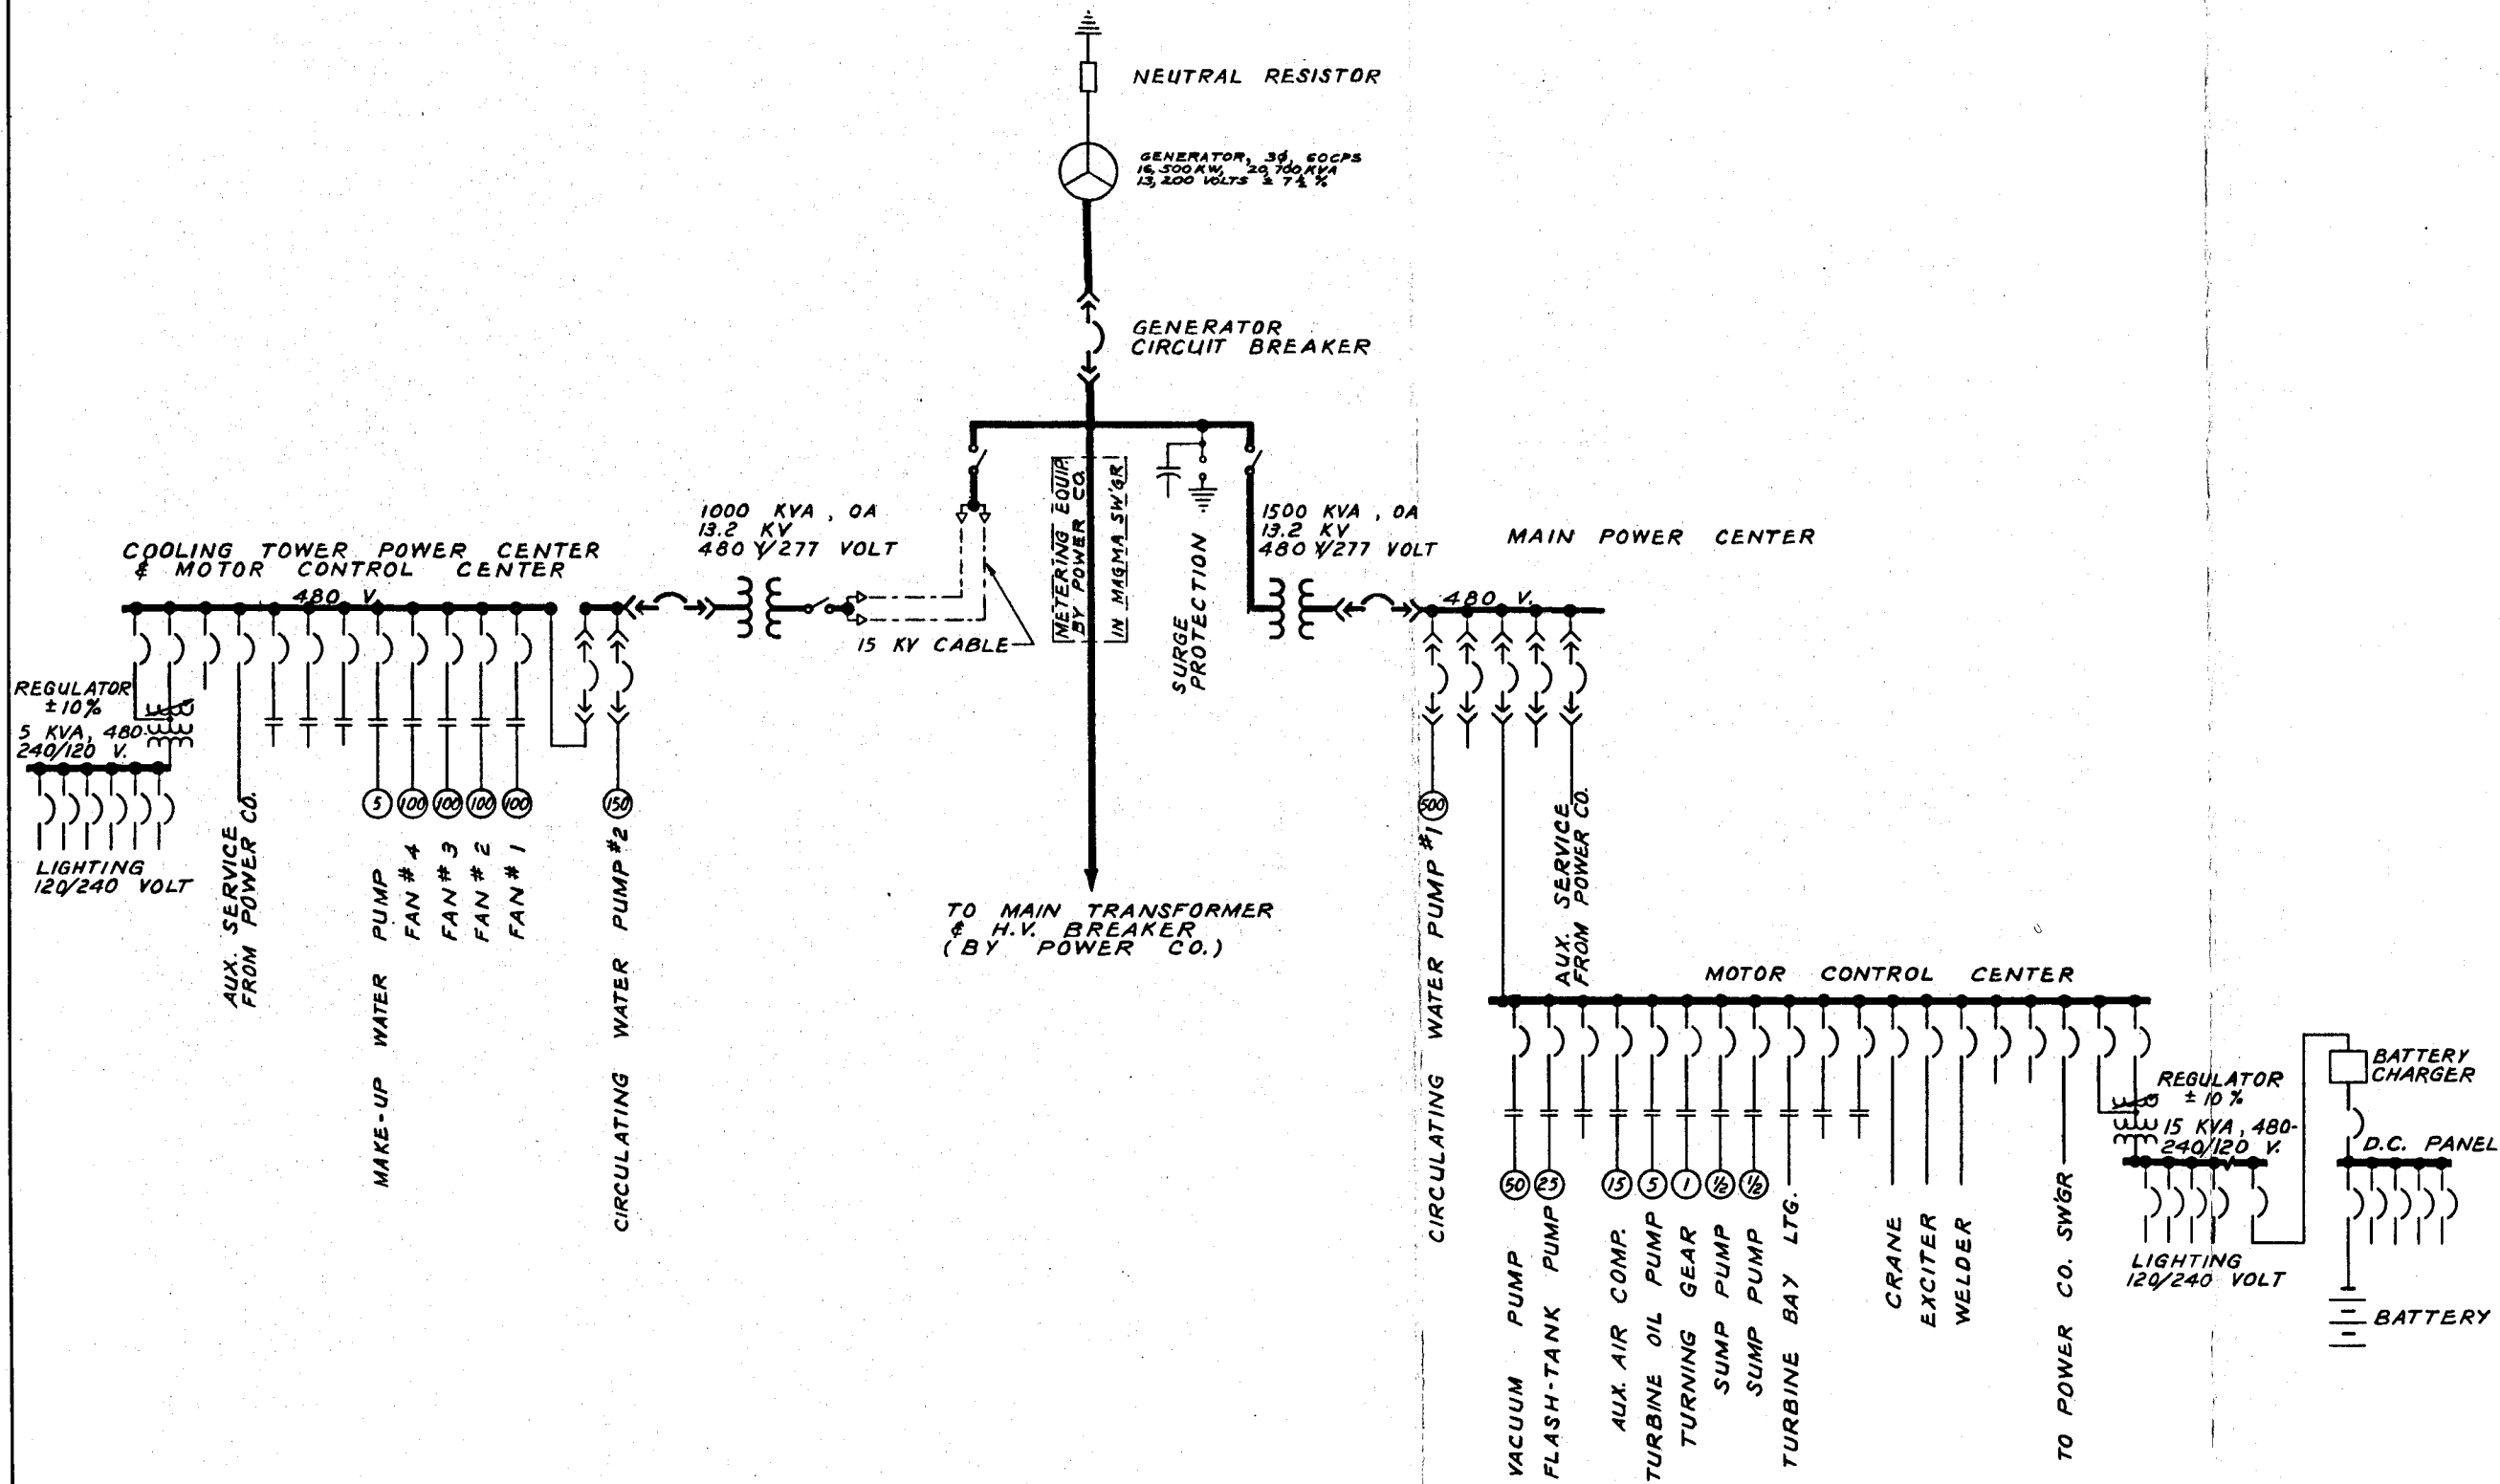 NEUTRAL RESISTOR
GENERATOR, 3φ, 60CPS
16,500 KW, 20,700 KVA
13,200 VOLTS ± 7½ %
GENERATOR
CIRCUIT BREAKER
METERING EQUIP.
BY POWER CO.
IN MAGMA SW'GR
SURGE
PROTECTION
1000 KVA, OA
13.2 KV
480 Y/277 VOLT
1500 KVA, OA
13.2 KV
480 Y/277 VOLT
MAIN POWER CENTER
COOLING TOWER POWER CENTER
& MOTOR CONTROL CENTER
480 V.
480 V.
15 KV CABLE
REGULATOR
±10%
5 KVA, 480-
240/120 V.
LIGHTING
120/240 VOLT
AUX. SERVICE
FROM POWER CO.
5
100
100
100
100
150
MAKE-UP WATER PUMP
FAN #4
FAN #3
FAN #2
FAN #1
CIRCULATING WATER PUMP #2
TO MAIN TRANSFORMER
& H.V. BREAKER
(BY POWER CO.)
500
CIRCULATING WATER PUMP #1
AUX. SERVICE
FROM POWER CO.
MOTOR CONTROL CENTER
50
25
15
5
1
1/2
1/2
VACUUM PUMP
FLASH-TANK PUMP
AUX. AIR COMP.
TURBINE OIL PUMP
TURNING GEAR
SUMP PUMP
SUMP PUMP
TURBINE BAY LTG.
CRANE
EXCITER
WELDER
TO POWER CO. SW'GR
REGULATOR
±10%
15 KVA, 480-
240/120 V.
LIGHTING
120/240 VOLT
BATTERY
CHARGER
D.C. PANEL
BATTERY